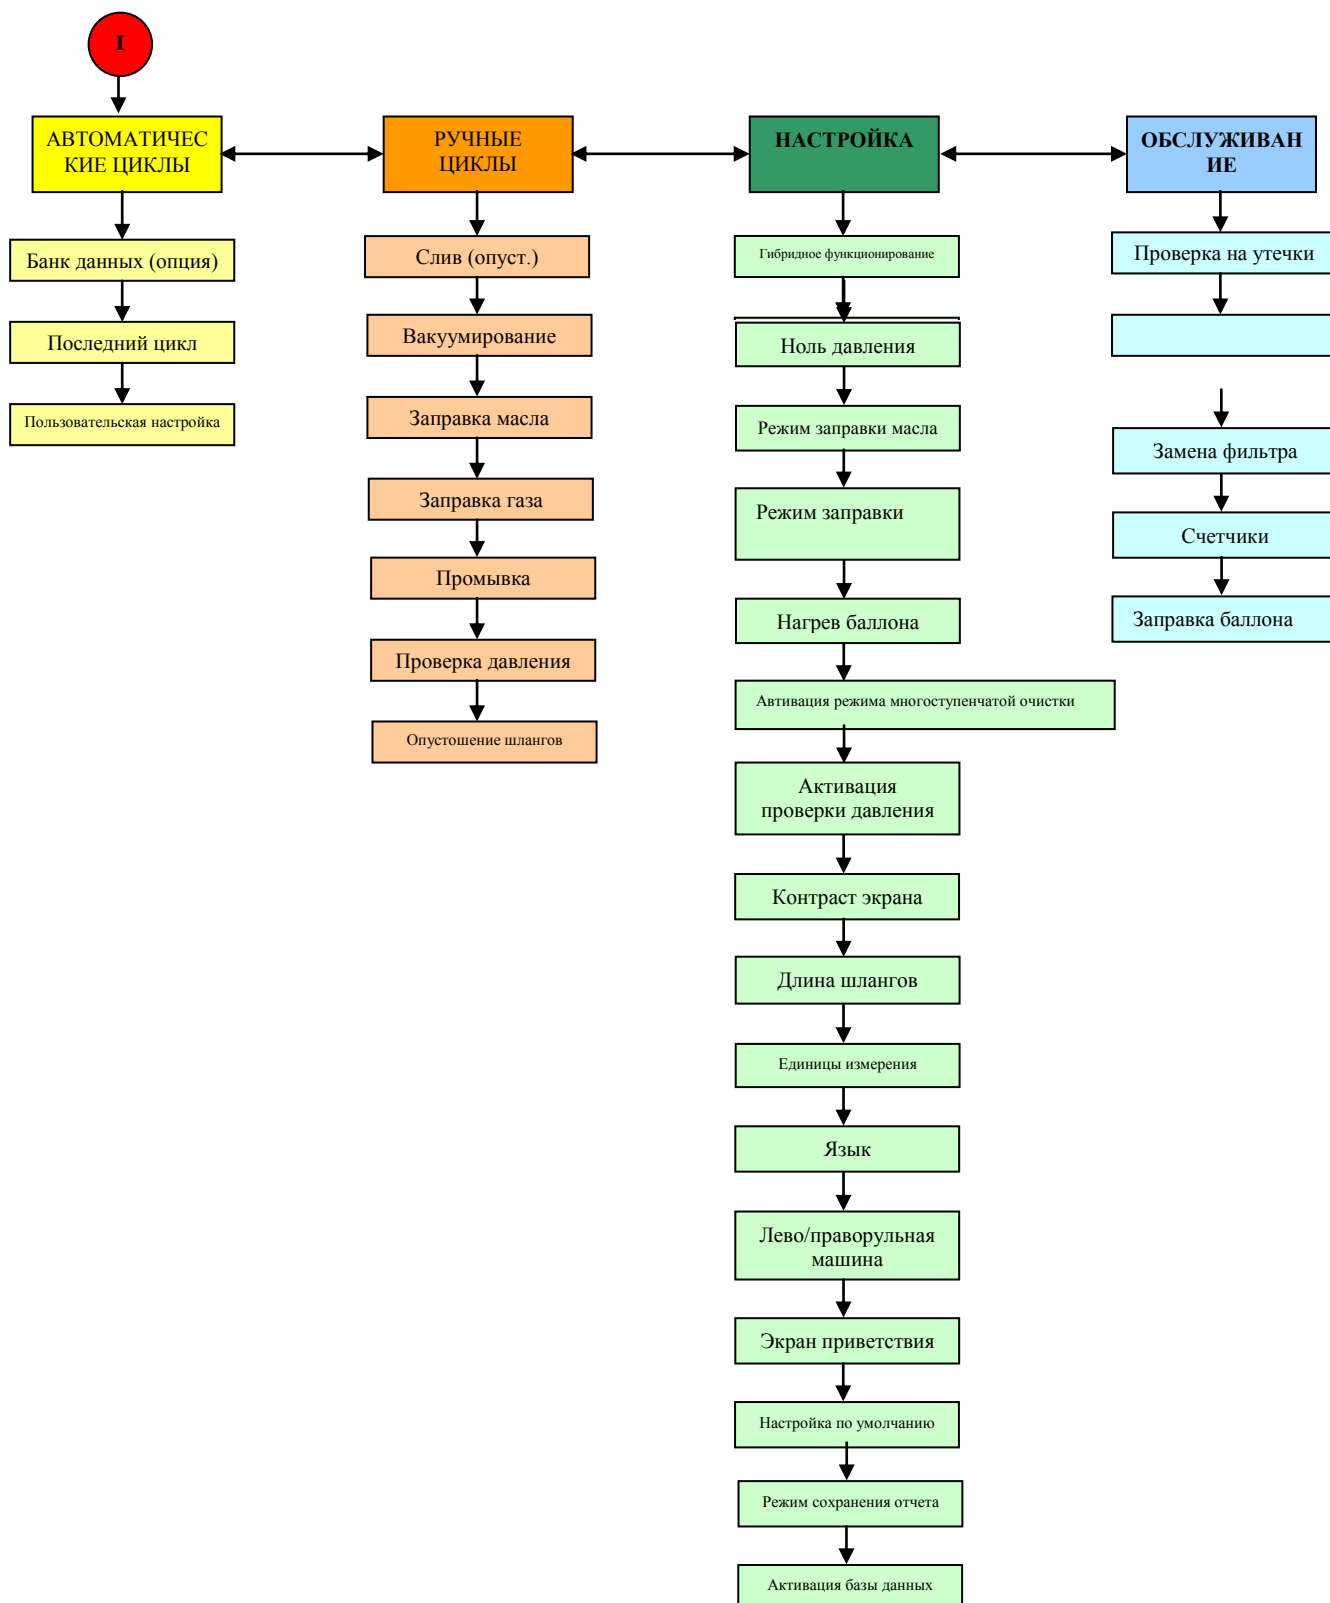 I
АВТОМАТИЧЕС
КИЕ ЦИКЛЫ
Банк данных (опция)
Последний цикл
Пользовательская настройка
РУЧНЫЕ
ЦИКЛЫ
Слив (опуст.)
Вакуумирование
Заправка масла
Заправка газа
Промывка
Проверка давления
Опустошение шлангов
НАСТРОЙКА
Гибридное функционирование
Ноль давления
Режим заправки масла
Режим заправки
Нагрев баллона
Автивация режима многоступенчатой очистки
Активация
проверки давления
Контраст экрана
Длина шлангов
Единицы измерения
Язык
Лево/праворульная
машина
Экран приветствия
Настройка по умолчанию
Режим сохранения отчета
Активация базы данных
ОБСЛУЖИВАН
ИЕ
Проверка на утечки
Замена фильтра
Счетчики
Заправка баллона